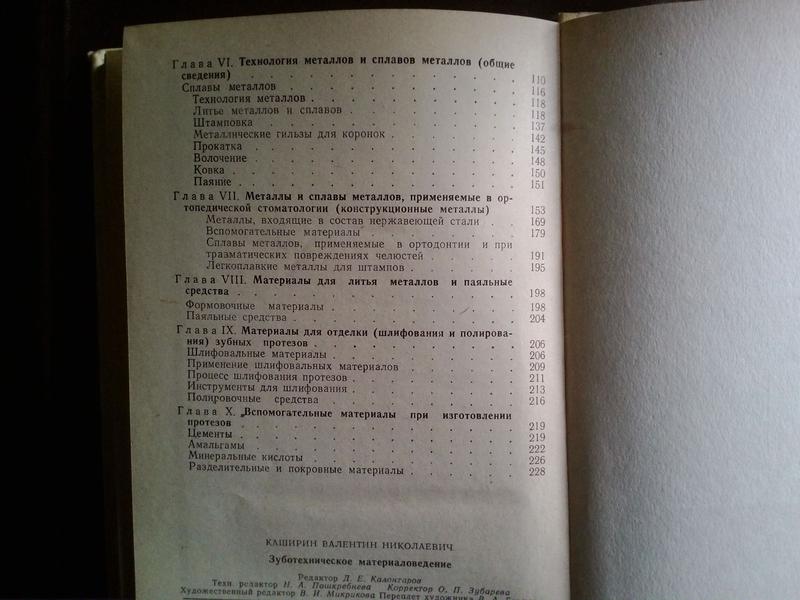 Глава VI. Технология металлов и сплавов металлов (общие
сведения) . . . . . . . . . . . 110
Сплавы металлов . . . . . . . . . . 116
Технология металлов . . . . . . . . . 118
Литье металлов и сплавов . . . . . . . . 118
Штамповка . . . . . . . . . . . 137
Металлические гильзы для коронок . . . . . . 142
Прокатка . . . . . . . . . . . 145
Волочение . . . . . . . . . . . 148
Ковка . . . . . . . . . . . . 150
Паяние . . . . . . . . . . . . 151
Глава VII. Металлы и сплавы металлов, применяемые в ор-
топедической стоматологии (конструкционные металлы) 153
Металлы, входящие в состав нержавеющей стали . . 169
Вспомогательные материалы . . . . . . . 179
Сплавы металлов, применяемые в ортодонтии и при
травматических повреждениях челюстей . . . . . 191
Легкоплавкие металлы для штампов . . . . . 195
Глава VIII. Материалы для литья металлов и паяльные
средства . . . . . . . . . . . . 198
Формовочные материалы . . . . . . . . 198
Паяльные средства . . . . . . . . . . 204
Глава IX. Материалы для отделки (шлифования и полирова-
ния) зубных протезов . . . . . . . . . 206
Шлифовальные материалы . . . . . . . . 206
Применение шлифовальных материалов . . . . . 209
Процесс шлифования протезов . . . . . . . 211
Инструменты для шлифования . . . . . . . 213
Полировочные средства . . . . . . . . 216
Глава X. Вспомогательные материалы при изготовлении
протезов . . . . . . . . . . . . 219
Цементы . . . . . . . . . . . . 219
Амальгамы . . . . . . . . . . . 222
Минеральные кислоты . . . . . . . . . 226
Разделительные и покровные материалы . . . . . 228
КАШИРИН ВАЛЕНТИН НИКОЛАЕВИЧ
Зуботехническое материаловедение
Редактор Л. Е. Калонгаров
Техн. редактор Н. А. Пошкребнева Корректор О. П. Зубарева
Художественный редактор В. И. Микрикова Переплет художника